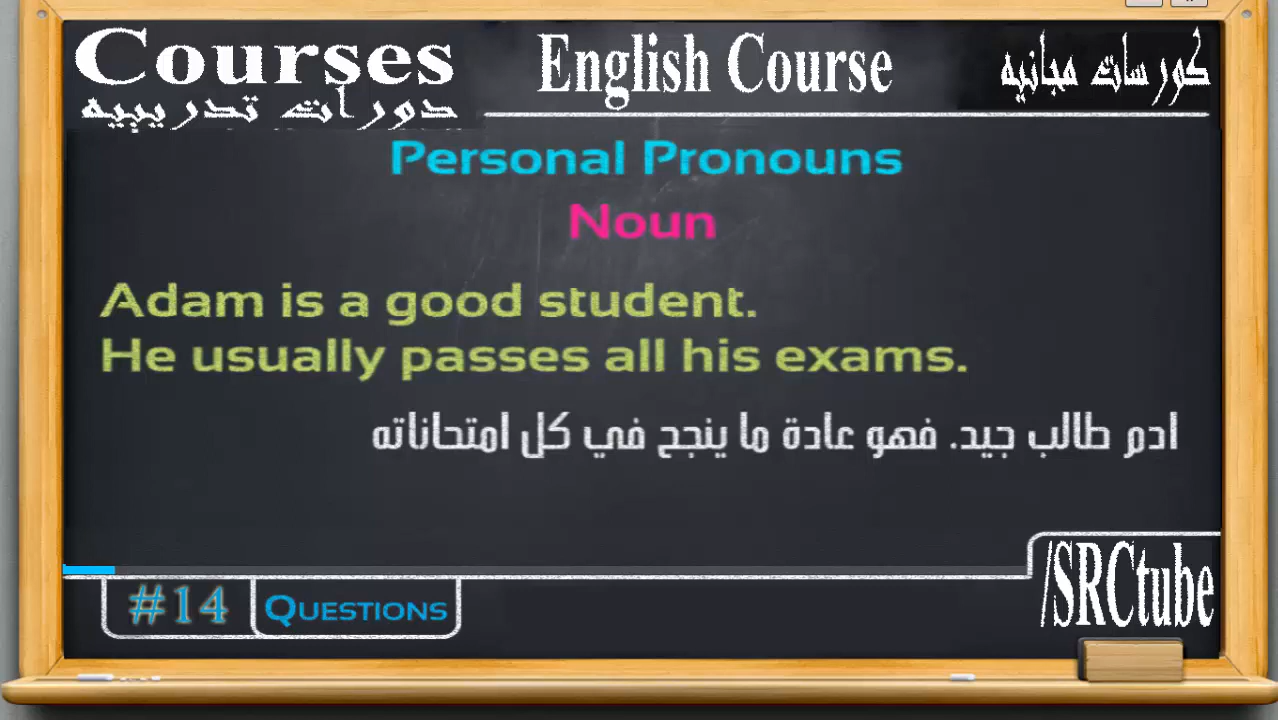 Courses
دورات تدريبيه
English Course
كورسات مجانيه
Personal Pronouns
Noun
Adam is a good student.
He usually passes all his exams.
ادم طالب جيد. فهو عادة ما ينجح في كل امتحاناته
#14
Questions
/SRCtube